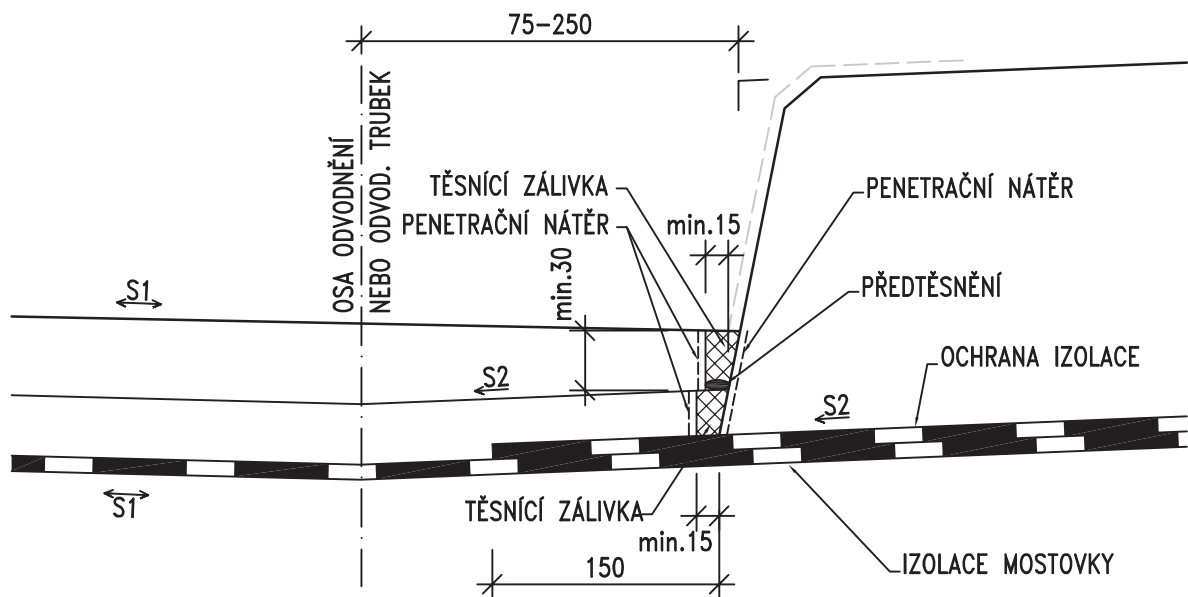 75-250
OSA ODVODNĚNÍ
NEBO ODVOD. TRUBEK
TĚSNÍCÍ ZÁLIVKA
PENETRAČNÍ NÁTĚR
PENETRAČNÍ NÁTĚR
min.15
min.30
PŘEDTĚSNĚNÍ
S1
OCHRANA IZOLACE
S2
S2
S1
TĚSNÍCÍ ZÁLIVKA
min.15
150
IZOLACE MOSTOVKY